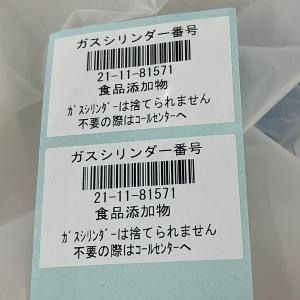 ガスシリンダー番号
21-11-81571
食品添加物
ｶﾞｽｼﾘﾝﾀﾞｰは捨てられません
不要の際はｺｰﾙｾﾝﾀｰへ
ガスシリンダー番号
21-11-81571
食品添加物
ｶﾞｽｼﾘﾝﾀﾞｰは捨てられません
不要の際はｺｰﾙｾﾝﾀｰへ